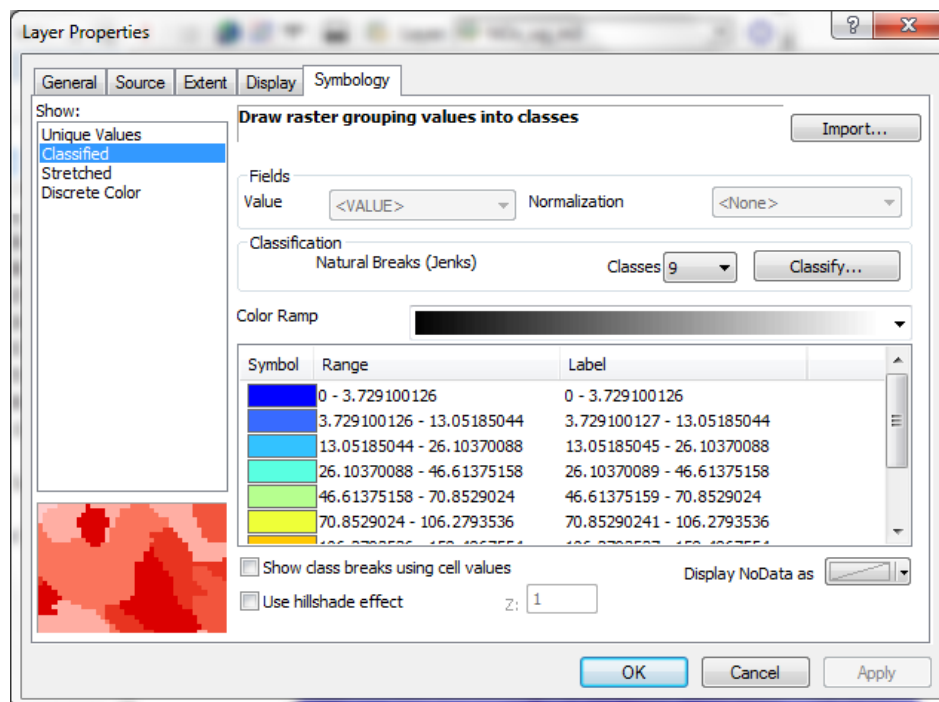 Layer Properties
General Source Extent Display Symbology
Show:
Unique Values
Classified
Stretched
Discrete Color
Draw raster grouping values into classes
Import...
Fields
Value <VALUE> Normalization <None>
Classification
Natural Breaks (Jenks) Classes 9 Classify...
Color Ramp
Symbol Range Label
0 - 3.729100126 0 - 3.729100126
3.729100126 - 13.05185044 3.729100127 - 13.05185044
13.05185044 - 26.10370088 13.05185045 - 26.10370088
26.10370088 - 46.61375158 26.10370089 - 46.61375158
46.61375158 - 70.8529024 46.61375159 - 70.8529024
70.8529024 - 106.2793536 70.85290241 - 106.2793536
Show class breaks using cell values
Display NoData as
Use hillshade effect Z: 1
OK Cancel Apply